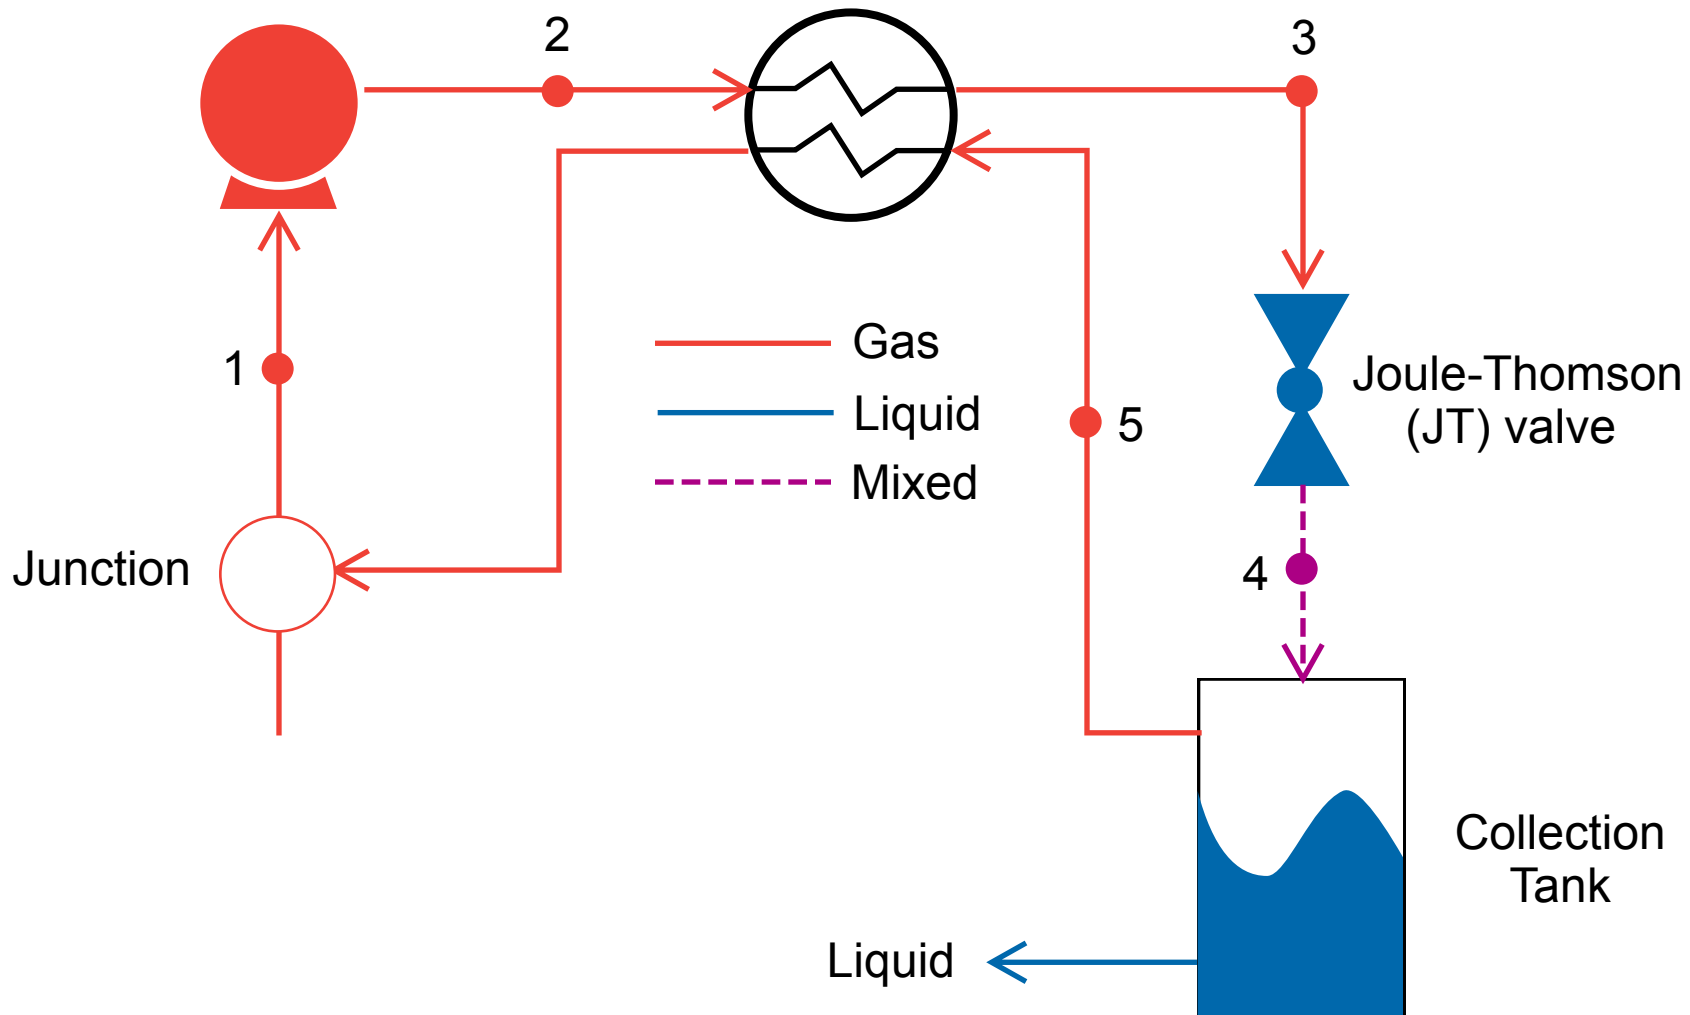 2
3
Gas
1
Joule-Thomson
(JT) valve
Liquid
5
Mixed
Junction
4
Collection
Tank
Liquid